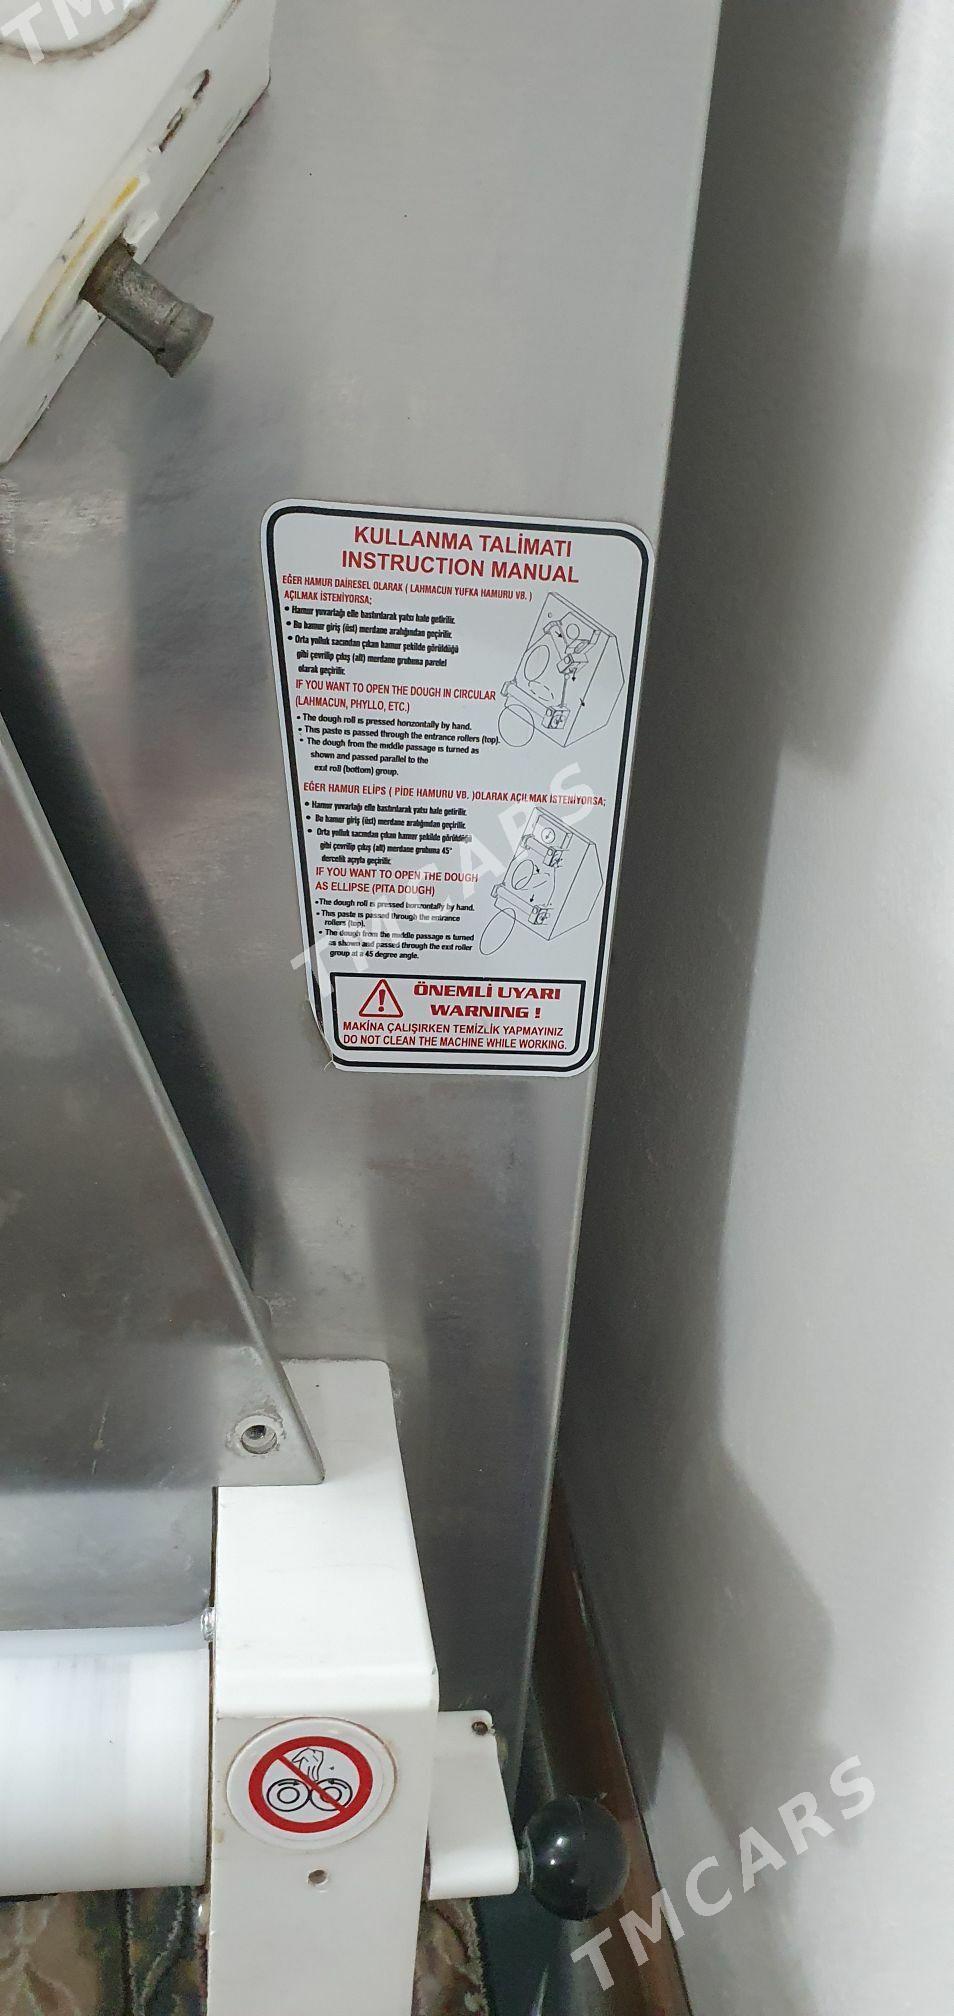 KULLANMA TALİMATI
INSTRUCTION MANUAL
EĞER HAMUR DAİRESEL OLARAK ( LAHMACUN YUFKA HAMURU VB. )
AÇILMAK İSTENİYORSA;
• Hamur yuvarlağı elle bastırılarak yatsı hale getirilir.
• Bu hamur giriş (üst) merdane aralığından geçirilir.
• Orta yolluk sacından çıkan hamur şekilde görüldüğü
gibi çevrilip çıkış (alt) merdane grubuna parelel
olarak geçirilir.
IF YOU WANT TO OPEN THE DOUGH IN CIRCULAR
(LAHMACUN, PHYLLO, ETC.)
• The dough roll is pressed horizontally by hand.
• This paste is passed through the entrance rollers (top).
• The dough from the middle passage is turned as
shown and passed parallel to the
exit roll (bottom) group.
EĞER HAMUR ELİPS ( PİDE HAMURU VB. )OLARAK AÇILMAK İSTENİYORSA;
• Hamur yuvarlağı elle bastırılarak yatsı hale getirilir.
• Bu hamur giriş (üst) merdane aralığından geçirilir.
• Orta yolluk sacından çıkan hamur şekilde görüldüğü
gibi çevrilip çıkış (alt) merdane grubuna 45°
dercelik açıyla geçirilir.
IF YOU WANT TO OPEN THE DOUGH
AS ELLIPSE (PITA DOUGH)
• The dough roll is pressed horizontally by hand.
• This paste is passed through the entrance
rollers (top).
• The dough from the middle passage is turned
as shown and passed through the exit roller
group at a 45 degree angle.
ÖNEMLİ UYARI
WARNING !
MAKİNA ÇALIŞIRKEN TEMİZLİK YAPMAYINIZ
DO NOT CLEAN THE MACHINE WHILE WORKING.
TMCARS
TMCARS